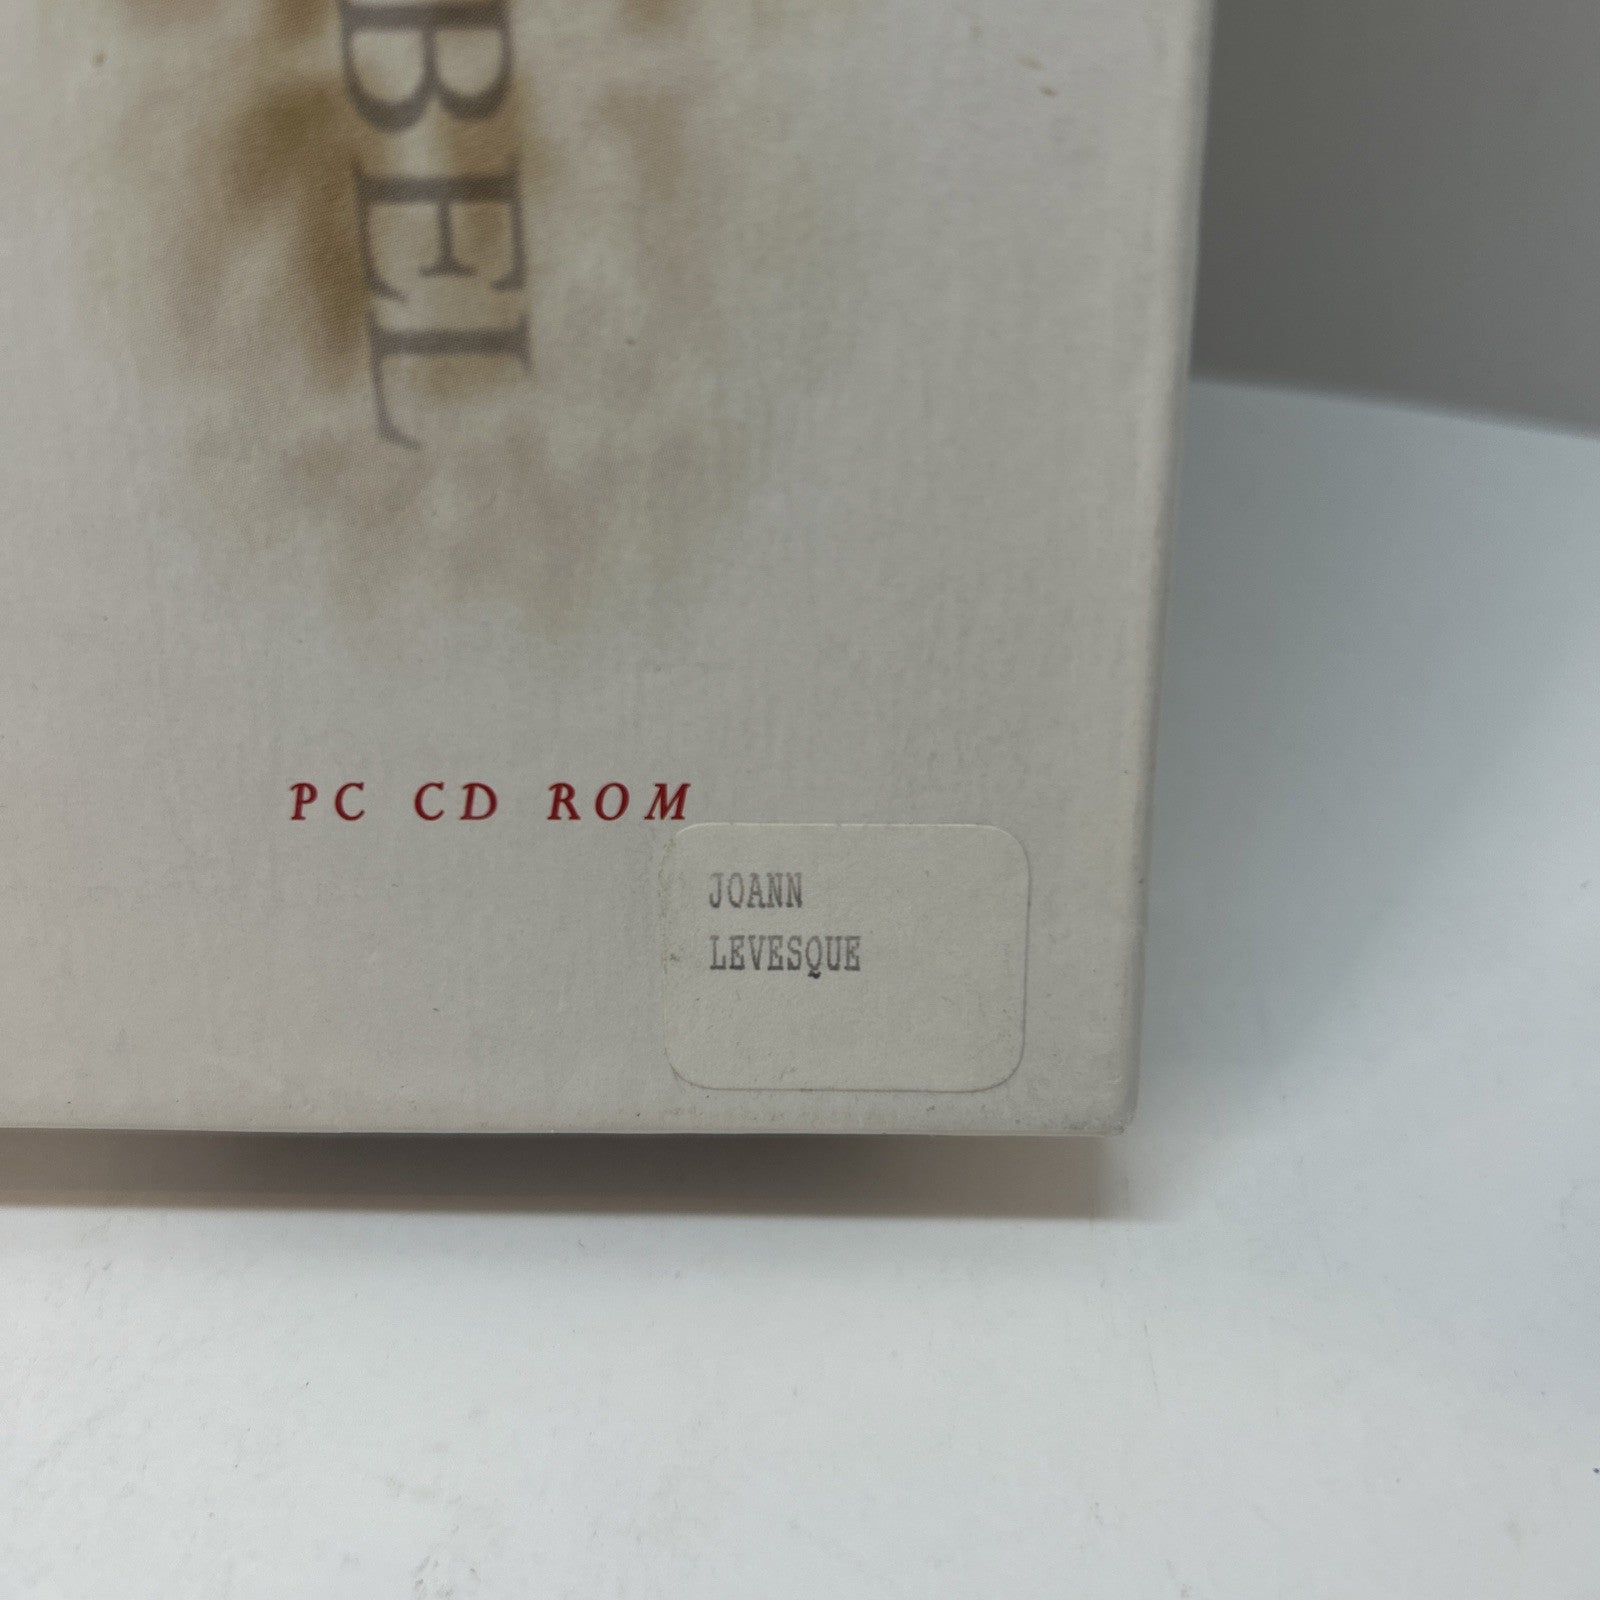 BEL
PC CD ROM
JOANN
LEVESQUE